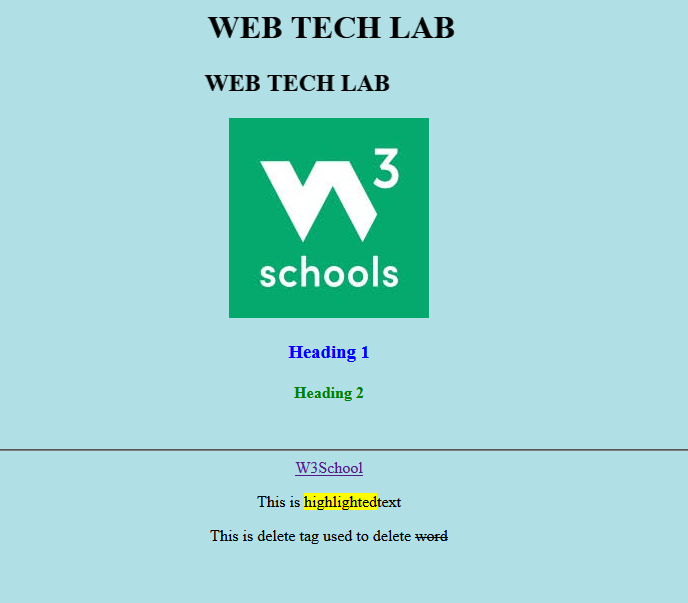 WEB TECH LAB
WEB TECH LAB
W3
schools
Heading 1
Heading 2
W3School
This is highlightedtext
This is delete tag used to delete word